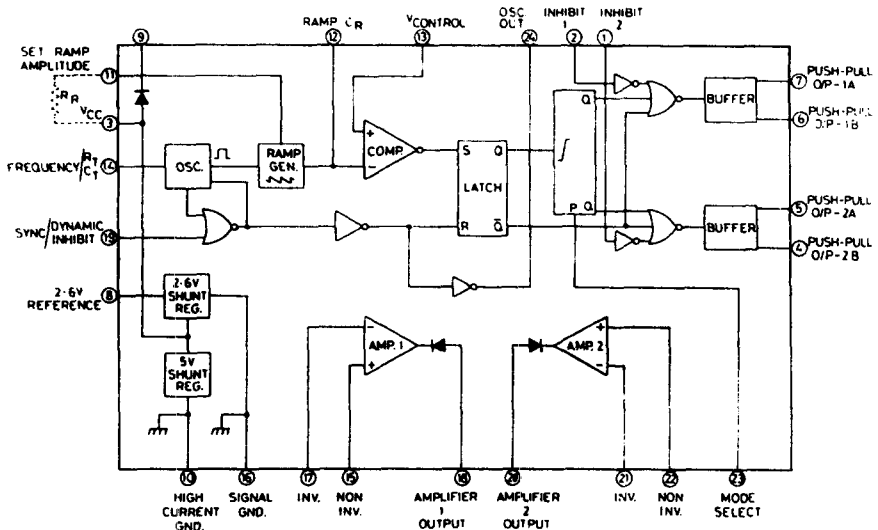 OSC. INHIBIT INHIBIT
RAMP CR VCONTROL OUT 1 2
9 12 13 24 2 1
SET RAMP
AMPLITUDE
11
RR
VCC
3
FREQUENCY/RT CT
14
OSC.
RAMP
GEN.
+
COMP.
-
S Q
LATCH
R Q̅
Q
P Q
BUFFER
7 PUSH-PULL
O/P-1A
6 PUSH-PULL
O/P-1B
BUFFER
5 PUSH-PULL
O/P-2A
4 PUSH-PULL
O/P-2B
SYNC/DYNAMIC
INHIBIT
19
2·6V
REFERENCE
8
2·6V
SHUNT
REG.
5V
SHUNT
REG.
-
AMP. 1
+
+
AMP. 2
-
10 16 17 15 18 20 21 22 23
HIGH
CURRENT
GND.
SIGNAL
GND.
INV.
NON
INV.
AMPLIFIER
1
OUTPUT
AMPLIFIER
2
OUTPUT
INV.
NON
INV.
MODE
SELECT